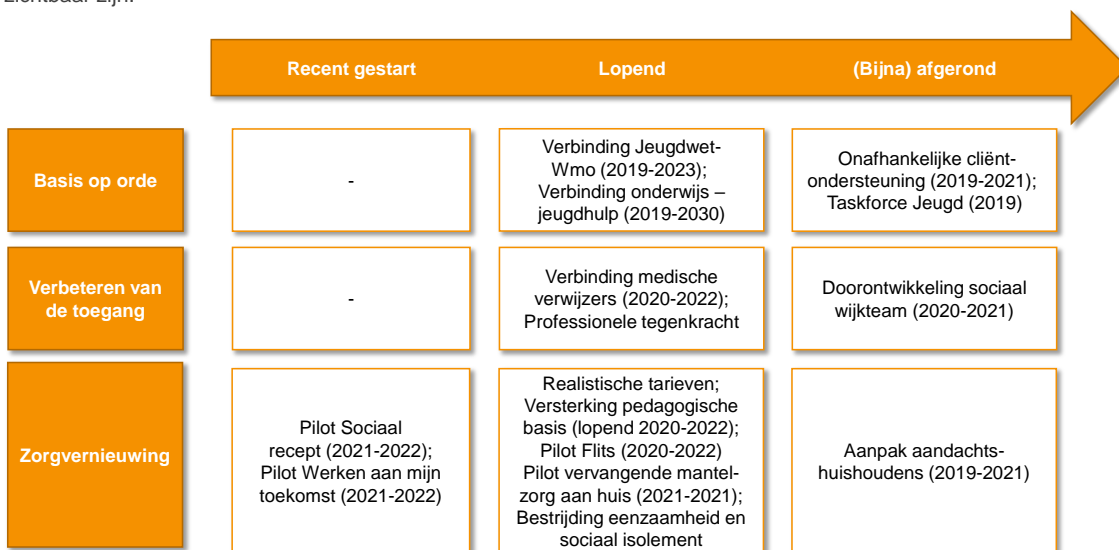 zichtbaar zijn.
Recent gestart
Lopend
(Bijna) afgerond
Basis op orde
-
Verbinding Jeugdwet-
Wmo (2019-2023);
Verbinding onderwijs –
jeugdhulp (2019-2030)
Onafhankelijke cliënt-
ondersteuning (2019-2021);
Taskforce Jeugd (2019)
Verbeteren van
de toegang
-
Verbinding medische
verwijzers (2020-2022);
Professionele tegenkracht
Doorontwikkeling sociaal
wijkteam (2020-2021)
Zorgvernieuwing
Pilot Sociaal
recept (2021-2022);
Pilot Werken aan mijn
toekomst (2021-2022)
Realistische tarieven;
Versterking pedagogische
basis (lopend 2020-2022);
Pilot Flits (2020-2022)
Pilot vervangende mantel-
zorg aan huis (2021-2021);
Bestrijding eenzaamheid en
sociaal isolement
Aanpak aandachts-
huishoudens (2019-2021)